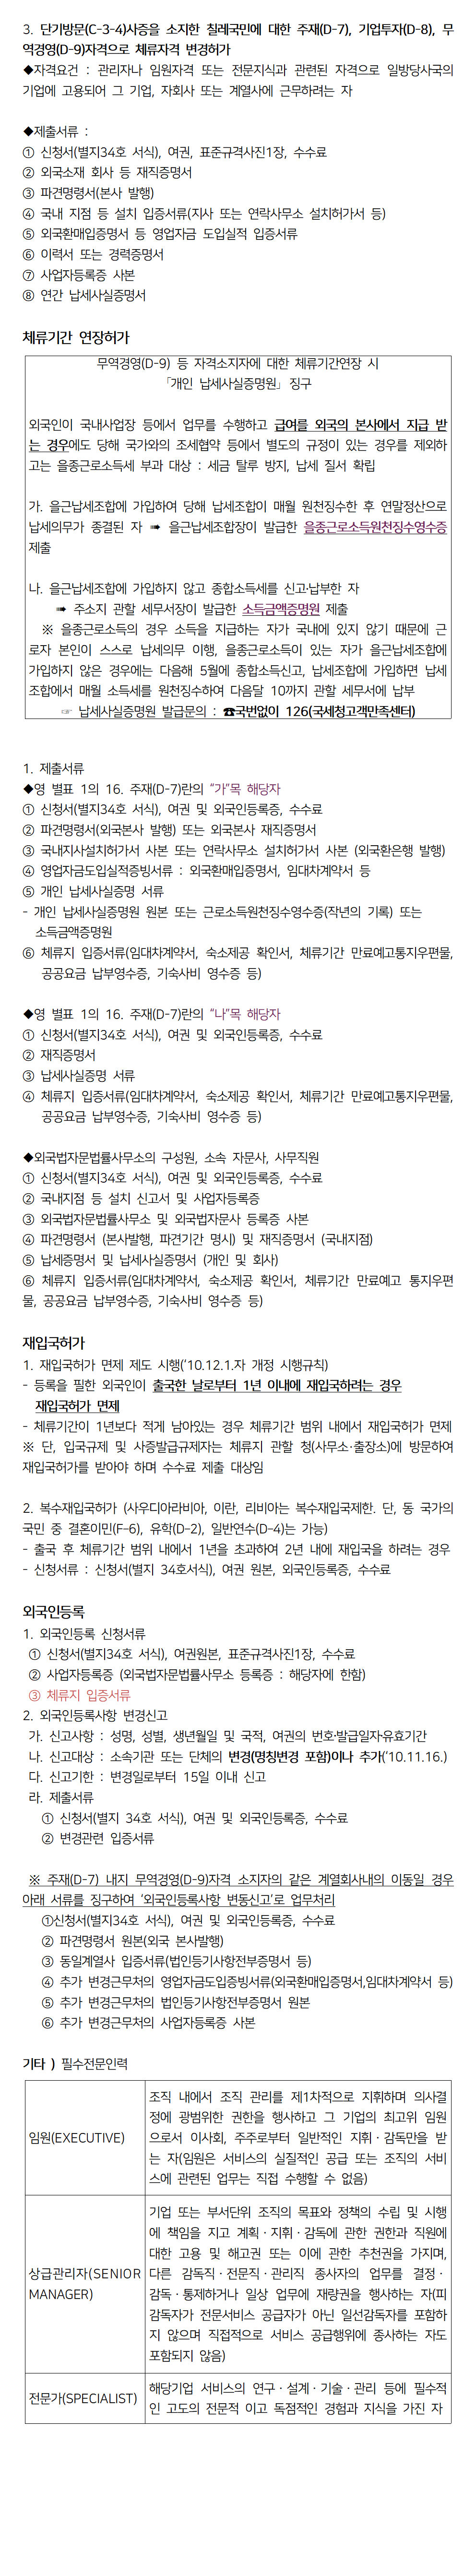 3. 단기방문(C-3-4)사증을 소지한 칠레국민에 대한 주재(D-7), 기업투자(D-8), 무
역경영(D-9)자격으로 체류자격 변경허가
◆자격요건 : 관리자나 임원자격 또는 전문지식과 관련된 자격으로 일방당사국의
기업에 고용되어 그 기업, 자회사 또는 계열사에 근무하려는 자
◆제출서류 :
① 신청서(별지34호 서식), 여권, 표준규격사진1장, 수수료
② 외국소재 회사 등 재직증명서
③ 파견명령서(본사 발행)
④ 국내 지점 등 설치 입증서류(지사 또는 연락사무소 설치허가서 등)
⑤ 외국환매입증명서 등 영업자금 도입실적 입증서류
⑥ 이력서 또는 경력증명서
⑦ 사업자등록증 사본
⑧ 연간 납세사실증명서
체류기간 연장허가
무역경영(D-9) 등 자격소지자에 대한 체류기간연장 시
「개인 납세사실증명원」 징구
외국인이 국내사업장 등에서 업무를 수행하고 급여를 외국의 본사에서 지급 받
는 경우에도 당해 국가와의 조세협약 등에서 별도의 규정이 있는 경우를 제외하
고는 을종근로소득세 부과 대상 : 세금 탈루 방지, 납세 질서 확립
가. 을근납세조합에 가입하여 당해 납세조합이 매월 원천징수한 후 연말정산으로
납세의무가 종결된 자 ➠ 을근납세조합장이 발급한 을종근로소득원천징수영수증
제출
나. 을근납세조합에 가입하지 않고 종합소득세를 신고·납부한 자
➠ 주소지 관할 세무서장이 발급한 소득금액증명원 제출
※ 을종근로소득의 경우 소득을 지급하는 자가 국내에 있지 않기 때문에 근
로자 본인이 스스로 납세의무 이행, 을종근로소득이 있는 자가 을근납세조합에
가입하지 않은 경우에는 다음해 5월에 종합소득신고, 납세조합에 가입하면 납세
조합에서 매월 소득세를 원천징수하여 다음달 10까지 관할 세무서에 납부
☞ 납세사실증명원 발급문의 : ☎국번없이 126(국세청고객만족센터)
1. 제출서류
◆영 별표 1의 16. 주재(D-7)란의 "가"목 해당자
① 신청서(별지34호 서식), 여권 및 외국인등록증, 수수료
② 파견명령서(외국본사 발행) 또는 외국본사 재직증명서
③ 국내지사설치허가서 사본 또는 연락사무소 설치허가서 사본 (외국환은행 발행)
④ 영업자금도입실적증빙서류 : 외국환매입증명서, 임대차계약서 등
⑤ 개인 납세사실증명 서류
- 개인 납세사실증명원 원본 또는 근로소득원천징수영수증(작년의 기록) 또는
소득금액증명원
⑥ 체류지 입증서류(임대차계약서, 숙소제공 확인서, 체류기간 만료예고통지우편물,
공공요금 납부영수증, 기숙사비 영수증 등)
◆영 별표 1의 16. 주재(D-7)란의 "나"목 해당자
① 신청서(별지34호 서식), 여권 및 외국인등록증, 수수료
② 재직증명서
③ 납세사실증명 서류
④ 체류지 입증서류(임대차계약서, 숙소제공 확인서, 체류기간 만료예고통지우편물,
공공요금 납부영수증, 기숙사비 영수증 등)
◆외국법자문법률사무소의 구성원, 소속 자문사, 사무직원
① 신청서(별지34호 서식), 여권 및 외국인등록증, 수수료
② 국내지점 등 설치 신고서 및 사업자등록증
③ 외국법자문법률사무소 및 외국법자문사 등록증 사본
④ 파견명령서 (본사발행, 파견기간 명시) 및 재직증명서 (국내지점)
⑤ 납세증명서 및 납세사실증명서 (개인 및 회사)
⑥ 체류지 입증서류(임대차계약서, 숙소제공 확인서, 체류기간 만료예고 통지우편
물, 공공요금 납부영수증, 기숙사비 영수증 등)
재입국허가
1. 재입국허가 면제 제도 시행('10.12.1.자 개정 시행규칙)
- 등록을 필한 외국인이 출국한 날로부터 1년 이내에 재입국하려는 경우
재입국허가 면제
- 체류기간이 1년보다 적게 남아있는 경우 체류기간 범위 내에서 재입국허가 면제
※ 단, 입국규제 및 사증발급규제자는 체류지 관할 청(사무소·출장소)에 방문하여
재입국허가를 받아야 하며 수수료 제출 대상임
2. 복수재입국허가 (사우디아라비아, 이란, 리비아는 복수재입국제한. 단, 동 국가의
국민 중 결혼이민(F-6), 유학(D-2), 일반연수(D-4)는 가능)
- 출국 후 체류기간 범위 내에서 1년을 초과하여 2년 내에 재입국을 하려는 경우
- 신청서류 : 신청서(별지 34호서식), 여권 원본, 외국인등록증, 수수료
외국인등록
1. 외국인등록 신청서류
① 신청서(별지34호 서식), 여권원본, 표준규격사진1장, 수수료
② 사업자등록증 (외국법자문법률사무소 등록증 : 해당자에 한함)
③ 체류지 입증서류
2. 외국인등록사항 변경신고
가. 신고사항 : 성명, 성별, 생년월일 및 국적, 여권의 번호·발급일자·유효기간
나. 신고대상 : 소속기관 또는 단체의 변경(명칭변경 포함)이나 추가('10.11.16.)
다. 신고기한 : 변경일로부터 15일 이내 신고
라. 제출서류
① 신청서(별지 34호 서식), 여권 및 외국인등록증, 수수료
② 변경관련 입증서류
※ 주재(D-7) 내지 무역경영(D-9)자격 소지자의 같은 계열회사내의 이동일 경우
아래 서류를 징구하여 '외국인등록사항 변동신고'로 업무처리
①신청서(별지34호 서식), 여권 및 외국인등록증, 수수료
② 파견명령서 원본(외국 본사발행)
③ 동일계열사 입증서류(법인등기사항전부증명서 등)
④ 추가 변경근무처의 영업자금도입증빙서류(외국환매입증명서,임대차계약서 등)
⑤ 추가 변경근무처의 법인등기사항전부증명서 원본
⑥ 추가 변경근무처의 사업자등록증 사본
기타 ) 필수전문인력
임원(EXECUTIVE)
조직 내에서 조직 관리를 제1차적으로 지휘하며 의사결
정에 광범위한 권한을 행사하고 그 기업의 최고위 임원
으로서 이사회, 주주로부터 일반적인 지휘ㆍ감독만을 받
는 자(임원은 서비스의 실질적인 공급 또는 조직의 서비
스에 관련된 업무는 직접 수행할 수 없음)
상급관리자(SENIOR
MANAGER)
기업 또는 부서단위 조직의 목표와 정책의 수립 및 시행
에 책임을 지고 계획ㆍ지휘ㆍ감독에 관한 권한과 직원에
대한 고용 및 해고권 또는 이에 관한 추천권을 가지며,
다른 감독직ㆍ전문직ㆍ관리직 종사자의 업무를 결정ㆍ
감독ㆍ통제하거나 일상 업무에 재량권을 행사하는 자(피
감독자가 전문서비스 공급자가 아닌 일선감독자를 포함하
지 않으며 직접적으로 서비스 공급행위에 종사하는 자도
포함되지 않음)
전문가(SPECIALIST)
해당기업 서비스의 연구ㆍ설계ㆍ기술ㆍ관리 등에 필수적
인 고도의 전문적 이고 독점적인 경험과 지식을 가진 자